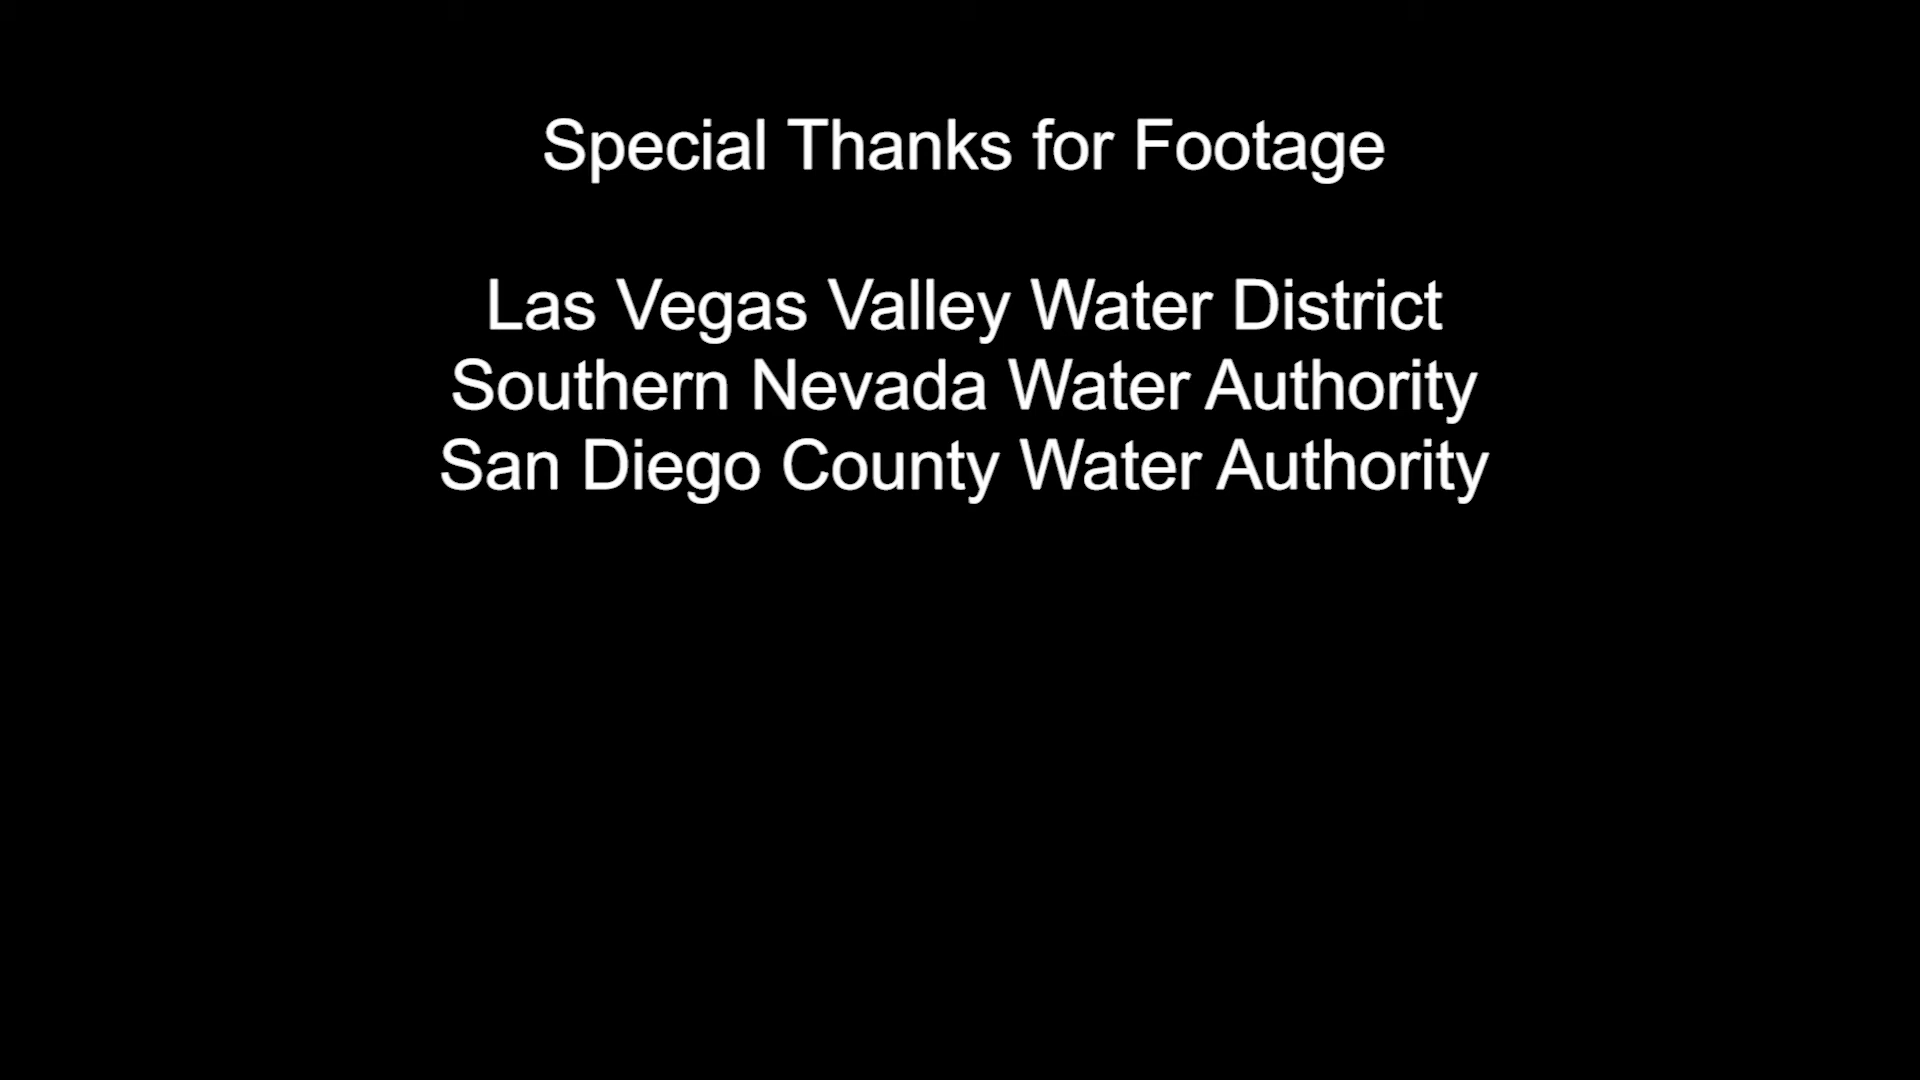 Special Thanks for Footage
Las Vegas Valley Water District
Southern Nevada Water Authority
San Diego County Water Authority